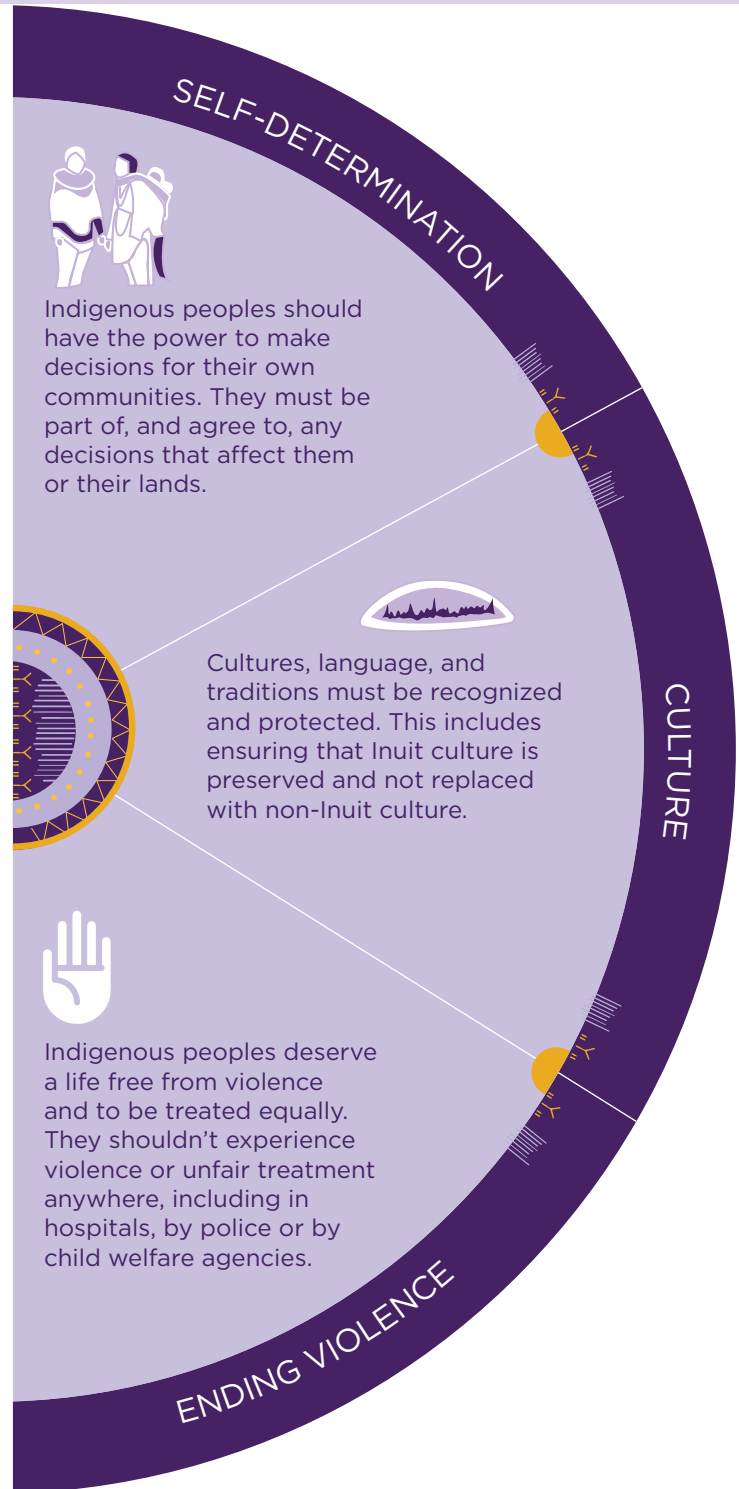 SELF-DETERMINATION
Indigenous peoples should
have the power to make
decisions for their own
communities. They must be
part of, and agree to, any
decisions that affect them
or their lands.
CULTURE
Cultures, language, and
traditions must be recognized
and protected. This includes
ensuring that Inuit culture is
preserved and not replaced
with non-Inuit culture.
Indigenous peoples deserve
a life free from violence
and to be treated equally.
They shouldn’t experience
violence or unfair treatment
anywhere, including in
hospitals, by police or by
child welfare agencies.
ENDING VIOLENCE